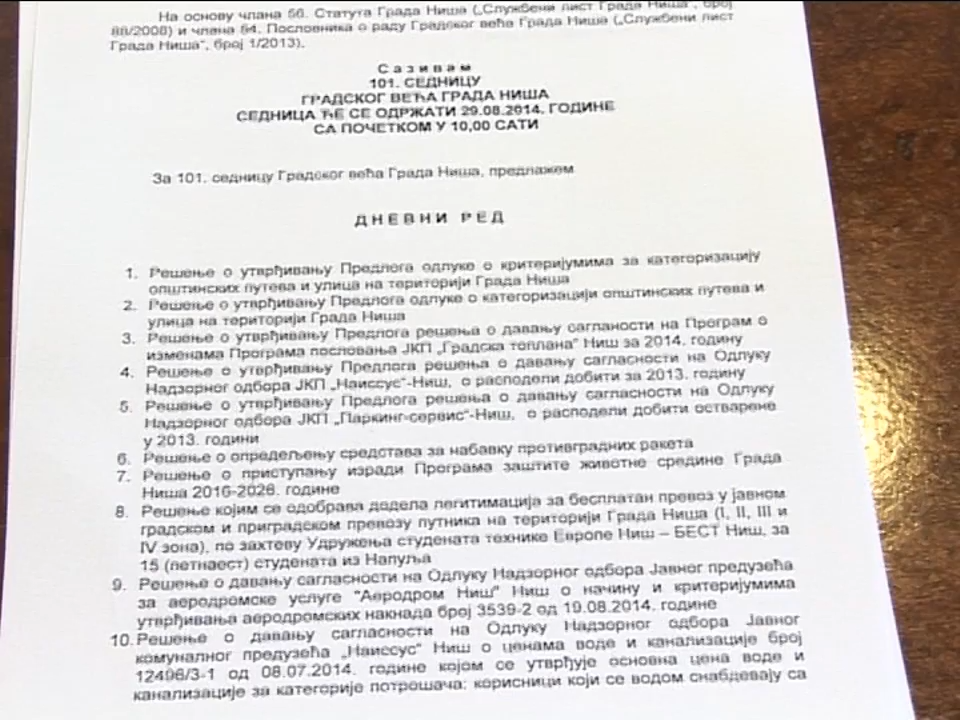 На основу члана 56. Статута Града Ниша („Службени лист Града Ниша“, број
88/2008) и члана 54. Пословника о раду Градског већа Града Ниша („Службени лист
Града Ниша“, број 1/2013),
Сазивам
101. СЕДНИЦУ
ГРАДСКОГ ВЕЋА ГРАДА НИША
СЕДНИЦА ЋЕ СЕ ОДРЖАТИ 29.08.2014. ГОДИНЕ
СА ПОЧЕТКОМ У 10,00 САТИ
За 101. седницу Градског већа Града Ниша, предлажем
ДНЕВНИ РЕД
1. Решење о утврђивању Предлога одлуке о критеријумима за категоризацију
општинских путева и улица на територији Града Ниша
2. Решење о утврђивању Предлога одлуке о категоризацији општинских путева и
улица на територији Града Ниша
3. Решење о утврђивању Предлога решења о давању сагланости на Програм о
изменама Програма пословања ЈКП „Градска топлана“ Ниш за 2014. годину
4. Решење о утврђивању Предлога решења о давању сагласности на Одлуку
Надзорног одбора ЈКП „Наиссус“-Ниш, о расподели добити за 2013. годину
5. Решење о утврђивању Предлога решења о давању сагласности на Одлуку
Надзорног одбора ЈКП „Паркинг-сервис“-Ниш, о расподели добити остварене
у 2013. години
6. Решење о опредељењу средстава за набавку противградних ракета
7. Решење о приступању изради Програма заштите животне средине Града
Ниша 2016-2026. године
8. Решење којим се одобрава додела легитимација за бесплатан превоз у јавном
градском и приградском превозу путника на територији Града Ниша (I, II, III и
IV зона), по захтеву Удружења студената технике Европе Ниш – БЕСТ Ниш, за
15 (петнаест) студената из Напуља
9. Решење о давању сагласности на Одлуку Надзорног одбора Јавног предузећа
за аеродромске услуге "Аеродром Ниш" Ниш о начину и критеријумима
утврђивања аеродромских накнада број 3539-2 од 19.08.2014. године
10. Решење о давању сагласности на Одлуку Надзорног одбора Јавног
комуналног предузећа „Наиссус“ Ниш о ценама воде и канализације број
12496/3-1 од 08.07.2014. године којом се утврђује основна цена воде и
канализације за категорије потрошача: корисници који се водом снабдевају са